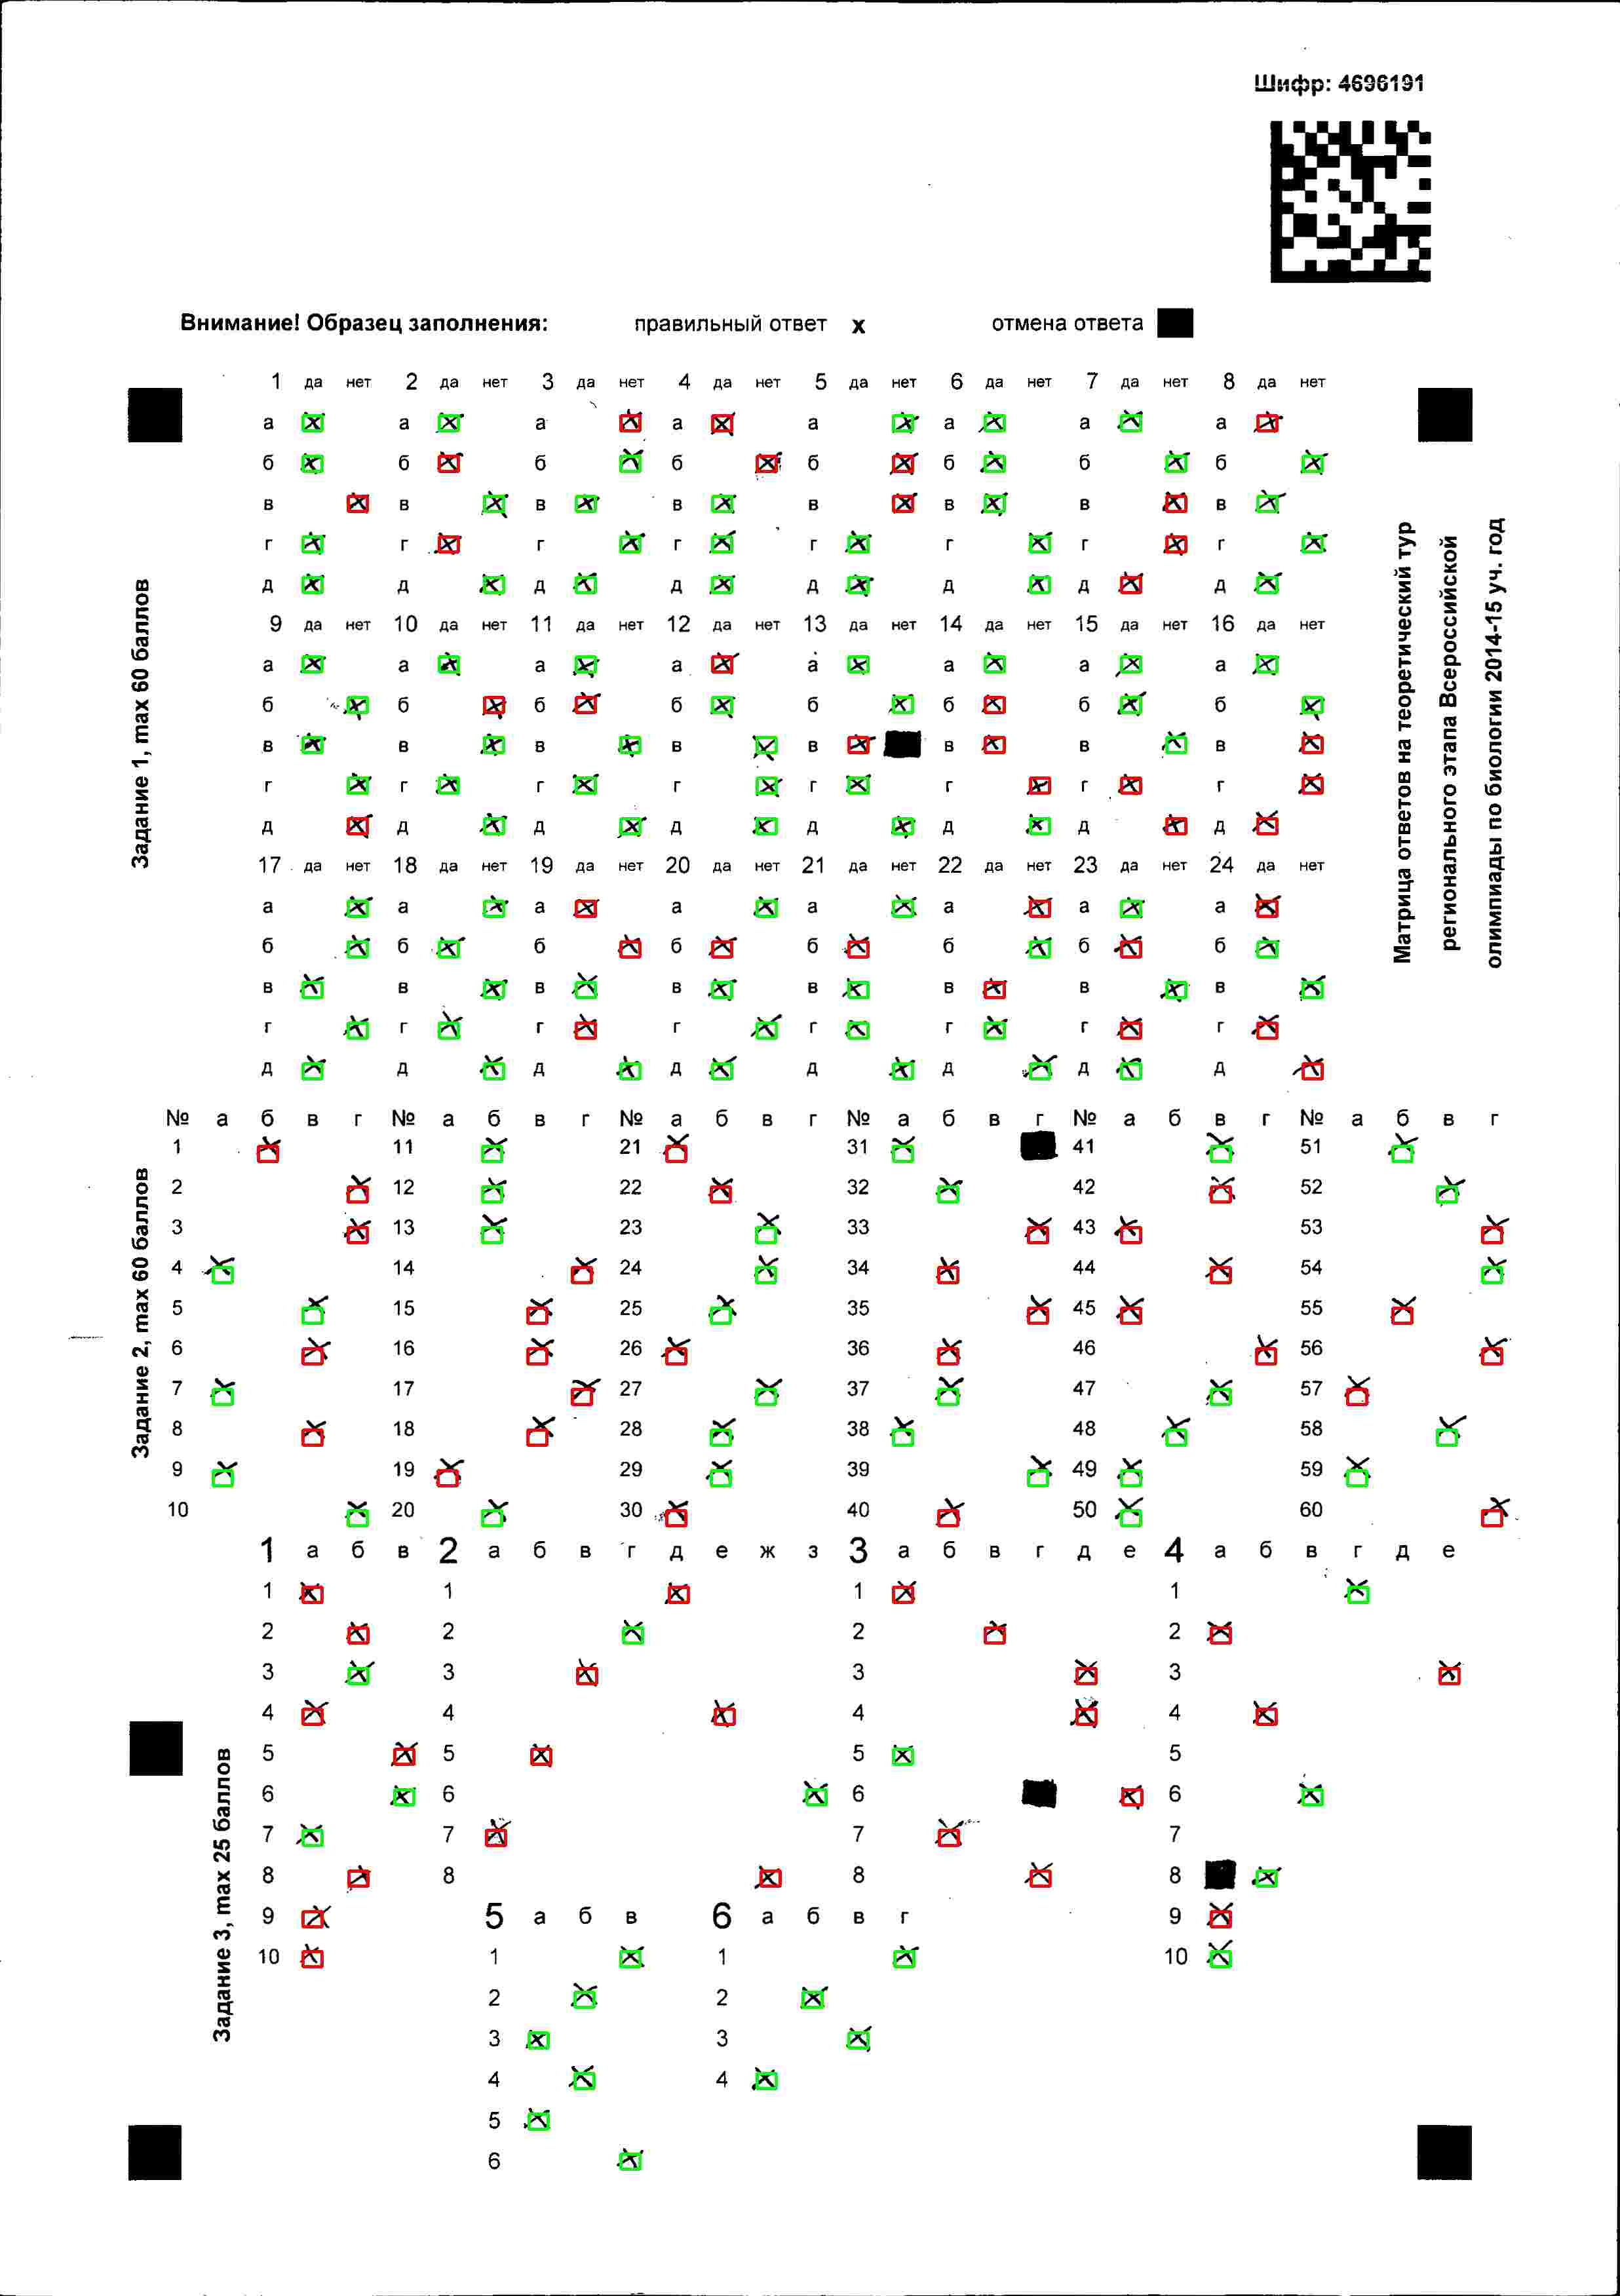 Шифр: 4696191
Внимание! Образец заполнения: правильный ответ х отмена ответа
1 да нет 2 да нет 3 да нет 4 да нет 5 да нет 6 да нет 7 да нет 8 да нет
а а а а а а а а
б б б б б б б б
в в в в в в в в
г г г г г г г г
д д д д д д д д
9 да нет 10 да нет 11 да нет 12 да нет 13 да нет 14 да нет 15 да нет 16 да нет
а а а а а а а а
б б б б б б б б
в в в в в в в в
г г г г г г г г
д д д д д д д д
17 да нет 18 да нет 19 да нет 20 да нет 21 да нет 22 да нет 23 да нет 24 да нет
а а а а а а а а
б б б б б б б б
в в в в в в в в
г г г г г г г г
д д д д д д д д
Задание 1, max 60 баллов
Матрица ответов на теоретический тур
регионального этапа Всероссийской
олимпиады по биологии 2014-15 уч. год
№ а б в г № а б в г № а б в г № а б в г № а б в г № а б в г
1 11 21 31 41 51
2 12 22 32 42 52
3 13 23 33 43 53
4 14 24 34 44 54
5 15 25 35 45 55
6 16 26 36 46 56
7 17 27 37 47 57
8 18 28 38 48 58
9 19 29 39 49 59
10 20 30 40 50 60
Задание 2, max 60 баллов
1 а б в 2 а б в г д е ж з 3 а б в г д е 4 а б в г д е
1 1 1 1
2 2 2 2
3 3 3 3
4 4 4 4
5 5 5 5
6 6 6 6
7 7 7 7
8 8 8 8
9 5 а б в 6 а б в г 9
10 1 1 10
2 2
3 3
4 4
5
6
Задание 3, max 25 баллов